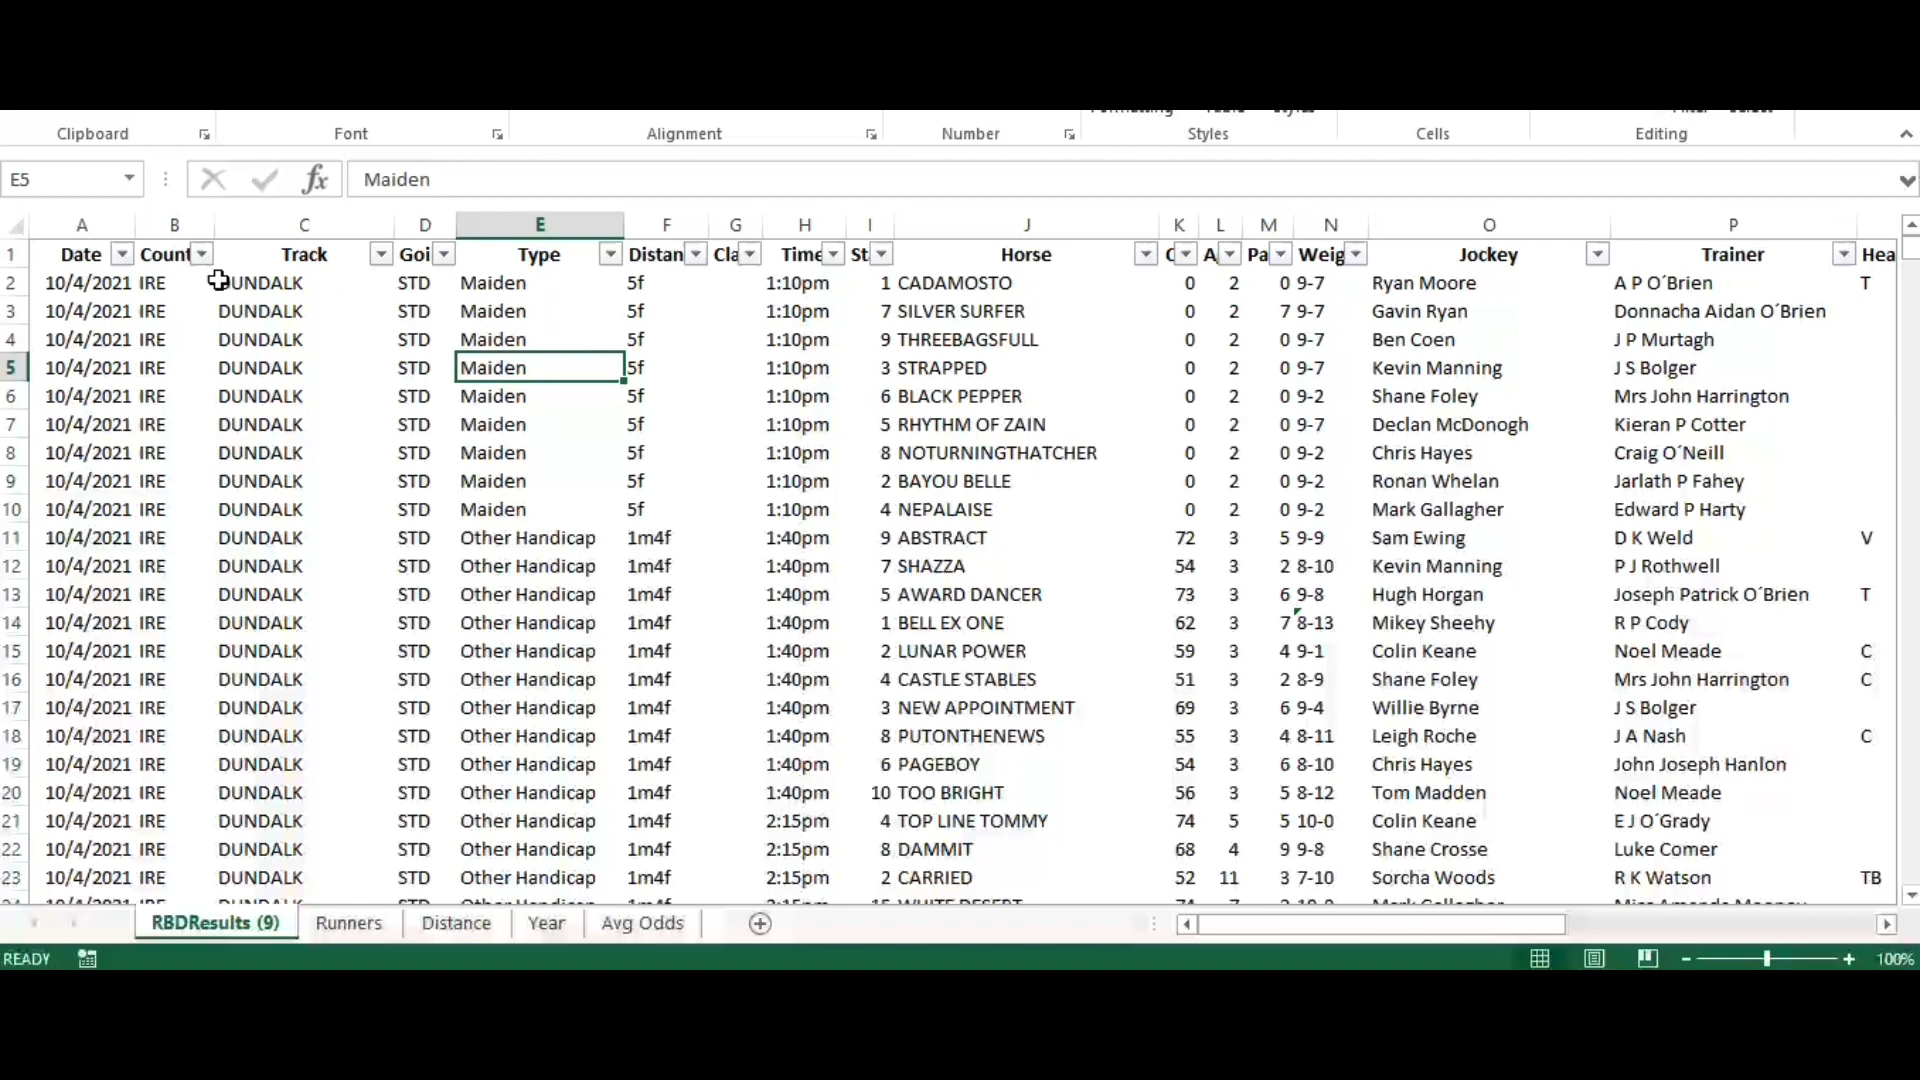 Clipboard Font Alignment Number Styles Cells Editing
E5 fx Maiden
A B C D E F G H I J K L M N O P
1 Date Count Track Goi Type Distan Cla Time St Horse A Pa Weig Jockey Trainer Hea
2 10/4/2021 IRE DUNDALK STD Maiden 5f 1:10pm 1 CADAMOSTO 0 2 0 9-7 Ryan Moore A P O´Brien T
3 10/4/2021 IRE DUNDALK STD Maiden 5f 1:10pm 7 SILVER SURFER 0 2 7 9-7 Gavin Ryan Donnacha Aidan O´Brien
4 10/4/2021 IRE DUNDALK STD Maiden 5f 1:10pm 9 THREEBAGSFULL 0 2 0 9-7 Ben Coen J P Murtagh
5 10/4/2021 IRE DUNDALK STD Maiden 5f 1:10pm 3 STRAPPED 0 2 0 9-7 Kevin Manning J S Bolger
6 10/4/2021 IRE DUNDALK STD Maiden 5f 1:10pm 6 BLACK PEPPER 0 2 0 9-2 Shane Foley Mrs John Harrington
7 10/4/2021 IRE DUNDALK STD Maiden 5f 1:10pm 5 RHYTHM OF ZAIN 0 2 0 9-7 Declan McDonogh Kieran P Cotter
8 10/4/2021 IRE DUNDALK STD Maiden 5f 1:10pm 8 NOTURNINGTHATCHER 0 2 0 9-2 Chris Hayes Craig O´Neill
9 10/4/2021 IRE DUNDALK STD Maiden 5f 1:10pm 2 BAYOU BELLE 0 2 0 9-2 Ronan Whelan Jarlath P Fahey
10 10/4/2021 IRE DUNDALK STD Maiden 5f 1:10pm 4 NEPALAISE 0 2 0 9-2 Mark Gallagher Edward P Harty
11 10/4/2021 IRE DUNDALK STD Other Handicap 1m4f 1:40pm 9 ABSTRACT 72 3 5 9-9 Sam Ewing D K Weld V
12 10/4/2021 IRE DUNDALK STD Other Handicap 1m4f 1:40pm 7 SHAZZA 54 3 2 8-10 Kevin Manning P J Rothwell
13 10/4/2021 IRE DUNDALK STD Other Handicap 1m4f 1:40pm 5 AWARD DANCER 73 3 6 9-8 Hugh Horgan Joseph Patrick O´Brien T
14 10/4/2021 IRE DUNDALK STD Other Handicap 1m4f 1:40pm 1 BELL EX ONE 62 3 7 8-13 Mikey Sheehy R P Cody
15 10/4/2021 IRE DUNDALK STD Other Handicap 1m4f 1:40pm 2 LUNAR POWER 59 3 4 9-1 Colin Keane Noel Meade C
16 10/4/2021 IRE DUNDALK STD Other Handicap 1m4f 1:40pm 4 CASTLE STABLES 51 3 2 8-9 Shane Foley Mrs John Harrington C
17 10/4/2021 IRE DUNDALK STD Other Handicap 1m4f 1:40pm 3 NEW APPOINTMENT 69 3 6 9-4 Willie Byrne J S Bolger
18 10/4/2021 IRE DUNDALK STD Other Handicap 1m4f 1:40pm 8 PUTONTHENEWS 55 3 4 8-11 Leigh Roche J A Nash C
19 10/4/2021 IRE DUNDALK STD Other Handicap 1m4f 1:40pm 6 PAGEBOY 54 3 6 8-10 Chris Hayes John Joseph Hanlon
20 10/4/2021 IRE DUNDALK STD Other Handicap 1m4f 1:40pm 10 TOO BRIGHT 56 3 5 8-12 Tom Madden Noel Meade
21 10/4/2021 IRE DUNDALK STD Other Handicap 1m4f 2:15pm 4 TOP LINE TOMMY 74 5 5 10-0 Colin Keane E J O´Grady
22 10/4/2021 IRE DUNDALK STD Other Handicap 1m4f 2:15pm 8 DAMMIT 68 4 9 9-8 Shane Crosse Luke Comer
23 10/4/2021 IRE DUNDALK STD Other Handicap 1m4f 2:15pm 2 CARRIED 52 11 3 7-10 Sorcha Woods R K Watson TB
RBDResults (9) Runners Distance Year Avg Odds
READY 100%